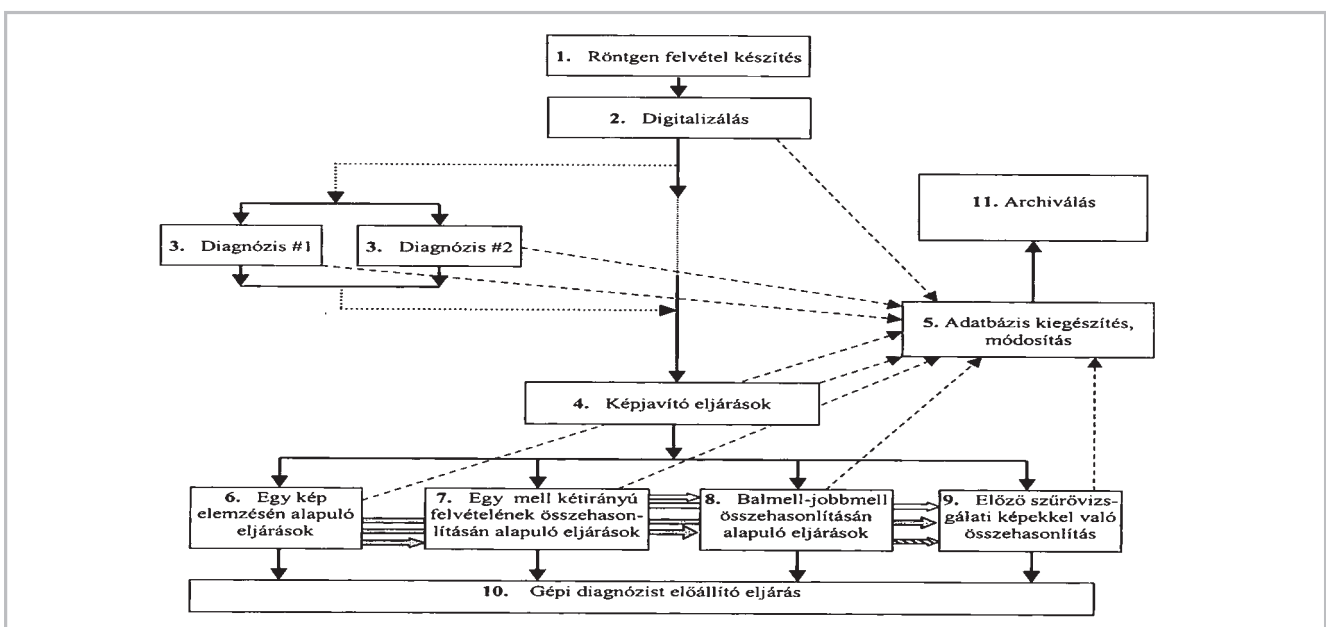 1. Röntgen felvétel készítés
2. Digitalizálás
11. Archiválás
3. Diagnózis #1
3. Diagnózis #2
5. Adatbázis kiegészítés,
módosítás
4. Képjavító eljárások
6. Egy kép
elemzésén alapuló
eljárások
7. Egy mell kétirányú
felvételének összehason-
lításán alapuló eljárások
8. Balmell-jobbmell
összehasonlításán
alapuló eljárások
9. Előző szűrővizs-
gálati képekkel való
összehasonlítás
10. Gépi diagnózist előállító eljárás